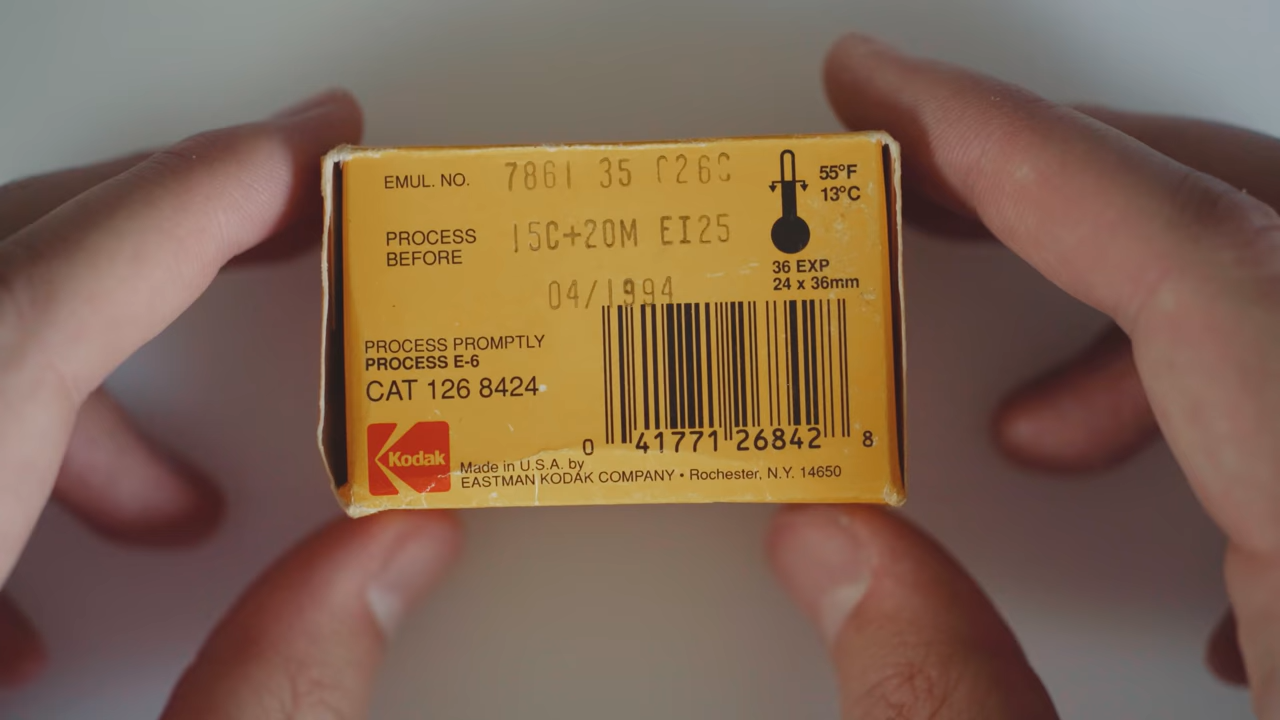 EMUL. NO. 7861 35
55°F
13°C
PROCESS
BEFORE
15C+20M EI25
36 EXP
24 x 36mm
04/1994
PROCESS PROMPTLY
PROCESS E-6
CAT 126 8424
0 41771 26842 8
Kodak
Made in U.S.A. by
EASTMAN KODAK COMPANY • Rochester, N.Y. 14650